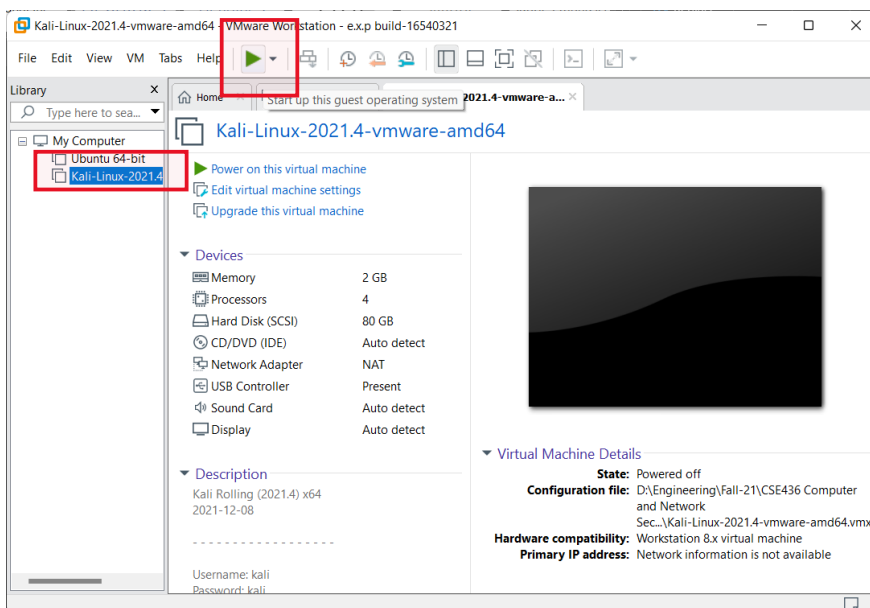 Kali-Linux-2021.4-vmware-amd64 - VMware Workstation - e.x.p build-16540321
File Edit View VM Tabs Help
Library X
Home
2021.4-vmware-a...
Start up this guest operating system
Type here to sea...
My Computer
Ubuntu 64-bit
Kali-Linux-2021.4
Kali-Linux-2021.4-vmware-amd64
Power on this virtual machine
Edit virtual machine settings
Upgrade this virtual machine
Devices
Memory 2 GB
Processors 4
Hard Disk (SCSI) 80 GB
CD/DVD (IDE) Auto detect
Network Adapter NAT
USB Controller Present
Sound Card Auto detect
Display Auto detect
Description
Kali Rolling (2021.4) x64
2021-12-08
- - - - - - - - - - - - - - - - - -
Username: kali
Password: kali
Virtual Machine Details
State: Powered off
Configuration file: D:\Engineering\Fall-21\CSE436 Computer
and Network
Sec...\Kali-Linux-2021.4-vmware-amd64.vmx
Hardware compatibility: Workstation 8.x virtual machine
Primary IP address: Network information is not available